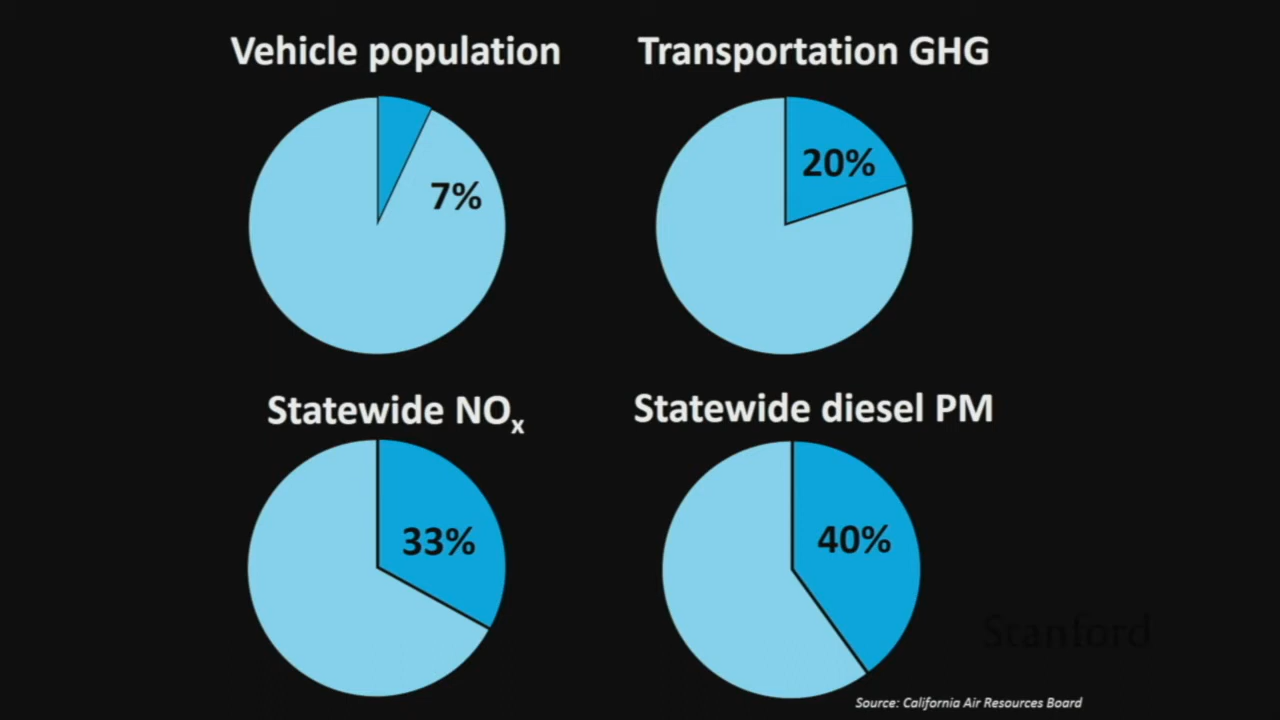 Vehicle population
7%
Transportation GHG
20%
Statewide NOx
33%
Statewide diesel PM
40%
Stanford
Source: California Air Resources Board